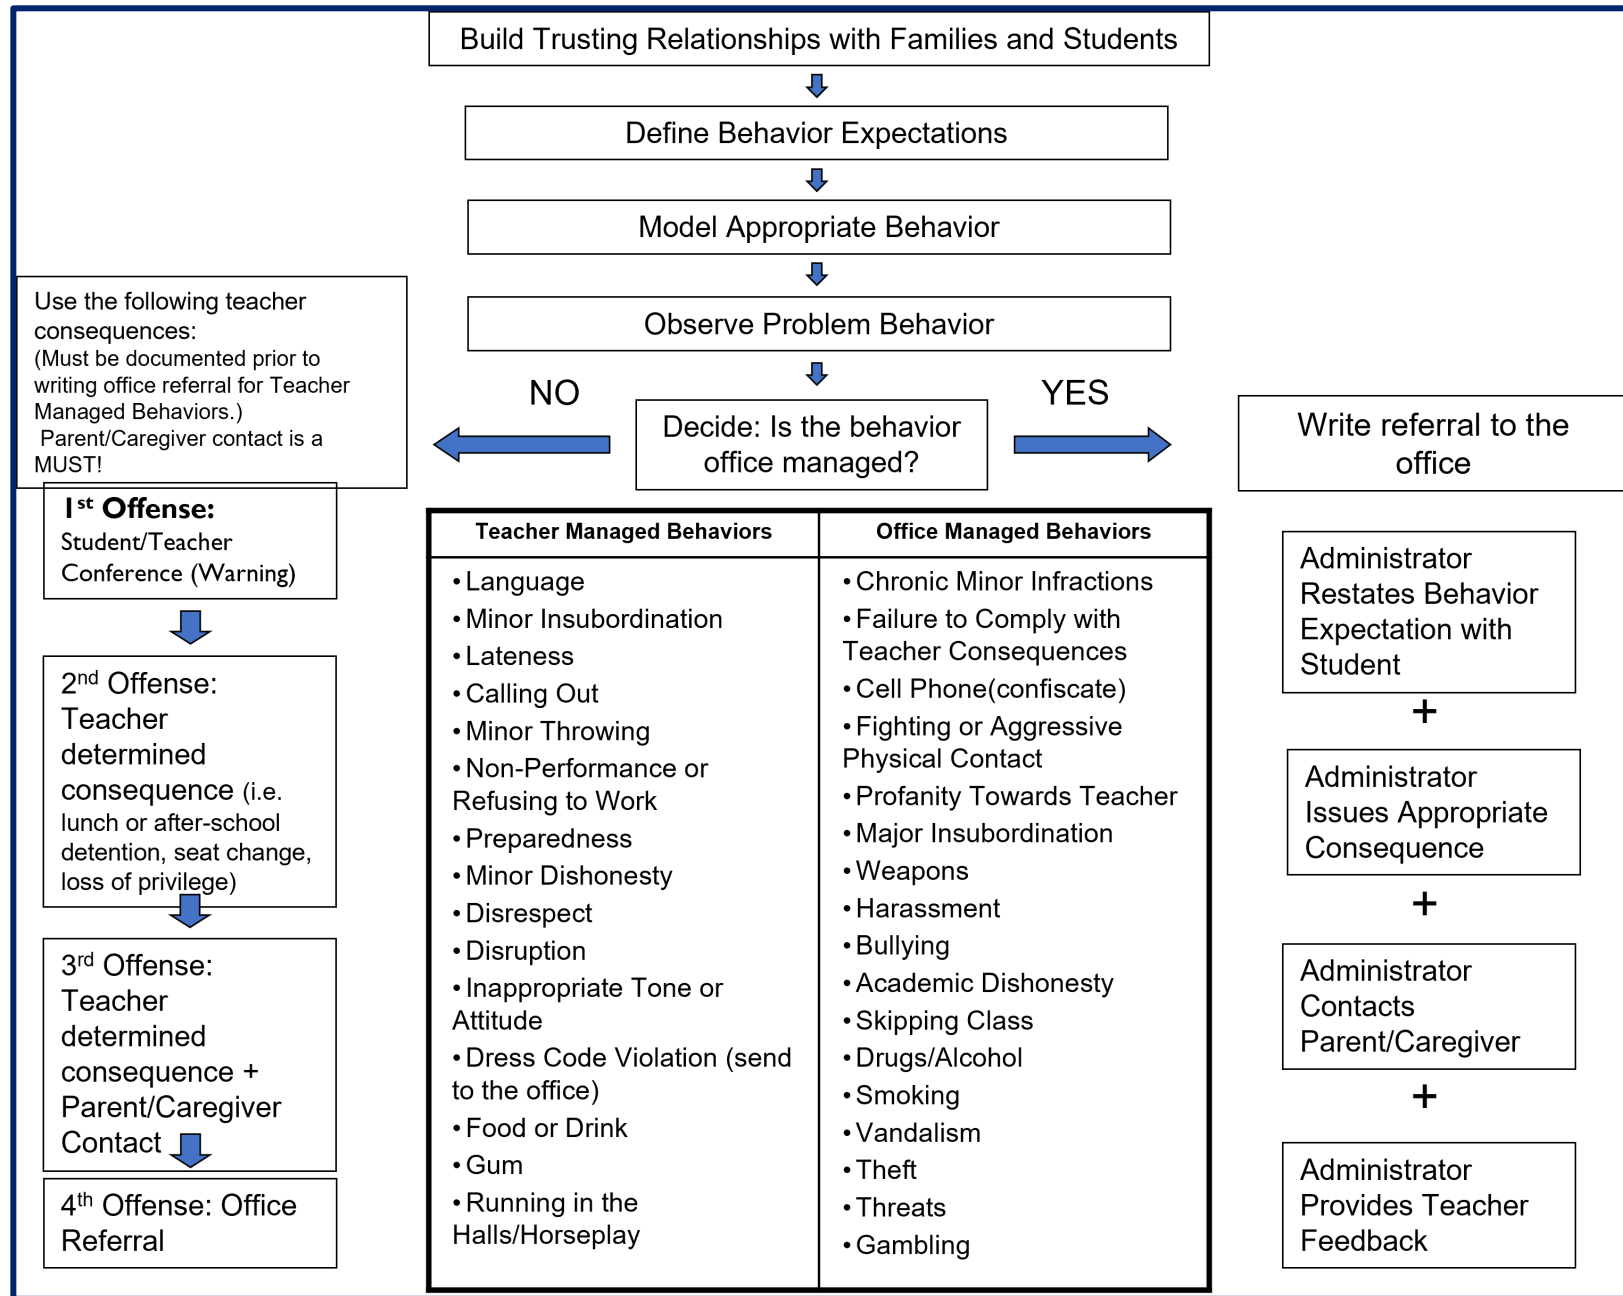 Build Trusting Relationships with Families and Students
Define Behavior Expectations
Model Appropriate Behavior
Observe Problem Behavior
NO
YES
Decide: Is the behavior
office managed?
Use the following teacher
consequences:
(Must be documented prior to
writing office referral for Teacher
Managed Behaviors.)
Parent/Caregiver contact is a
MUST!
1st Offense:
Student/Teacher
Conference (Warning)
2nd Offense:
Teacher
determined
consequence (i.e.
lunch or after-school
detention, seat change,
loss of privilege)
3rd Offense:
Teacher
determined
consequence +
Parent/Caregiver
Contact
4th Offense: Office
Referral
Teacher Managed Behaviors
•Language
•Minor Insubordination
•Lateness
•Calling Out
•Minor Throwing
•Non-Performance or
Refusing to Work
•Preparedness
•Minor Dishonesty
•Disrespect
•Disruption
•Inappropriate Tone or
Attitude
•Dress Code Violation (send
to the office)
•Food or Drink
•Gum
•Running in the
Halls/Horseplay
Office Managed Behaviors
•Chronic Minor Infractions
•Failure to Comply with
Teacher Consequences
•Cell Phone(confiscate)
•Fighting or Aggressive
Physical Contact
•Profanity Towards Teacher
•Major Insubordination
•Weapons
•Harassment
•Bullying
•Academic Dishonesty
•Skipping Class
•Drugs/Alcohol
•Smoking
•Vandalism
•Theft
•Threats
•Gambling
Write referral to the
office
Administrator
Restates Behavior
Expectation with
Student
+
Administrator
Issues Appropriate
Consequence
+
Administrator
Contacts
Parent/Caregiver
+
Administrator
Provides Teacher
Feedback